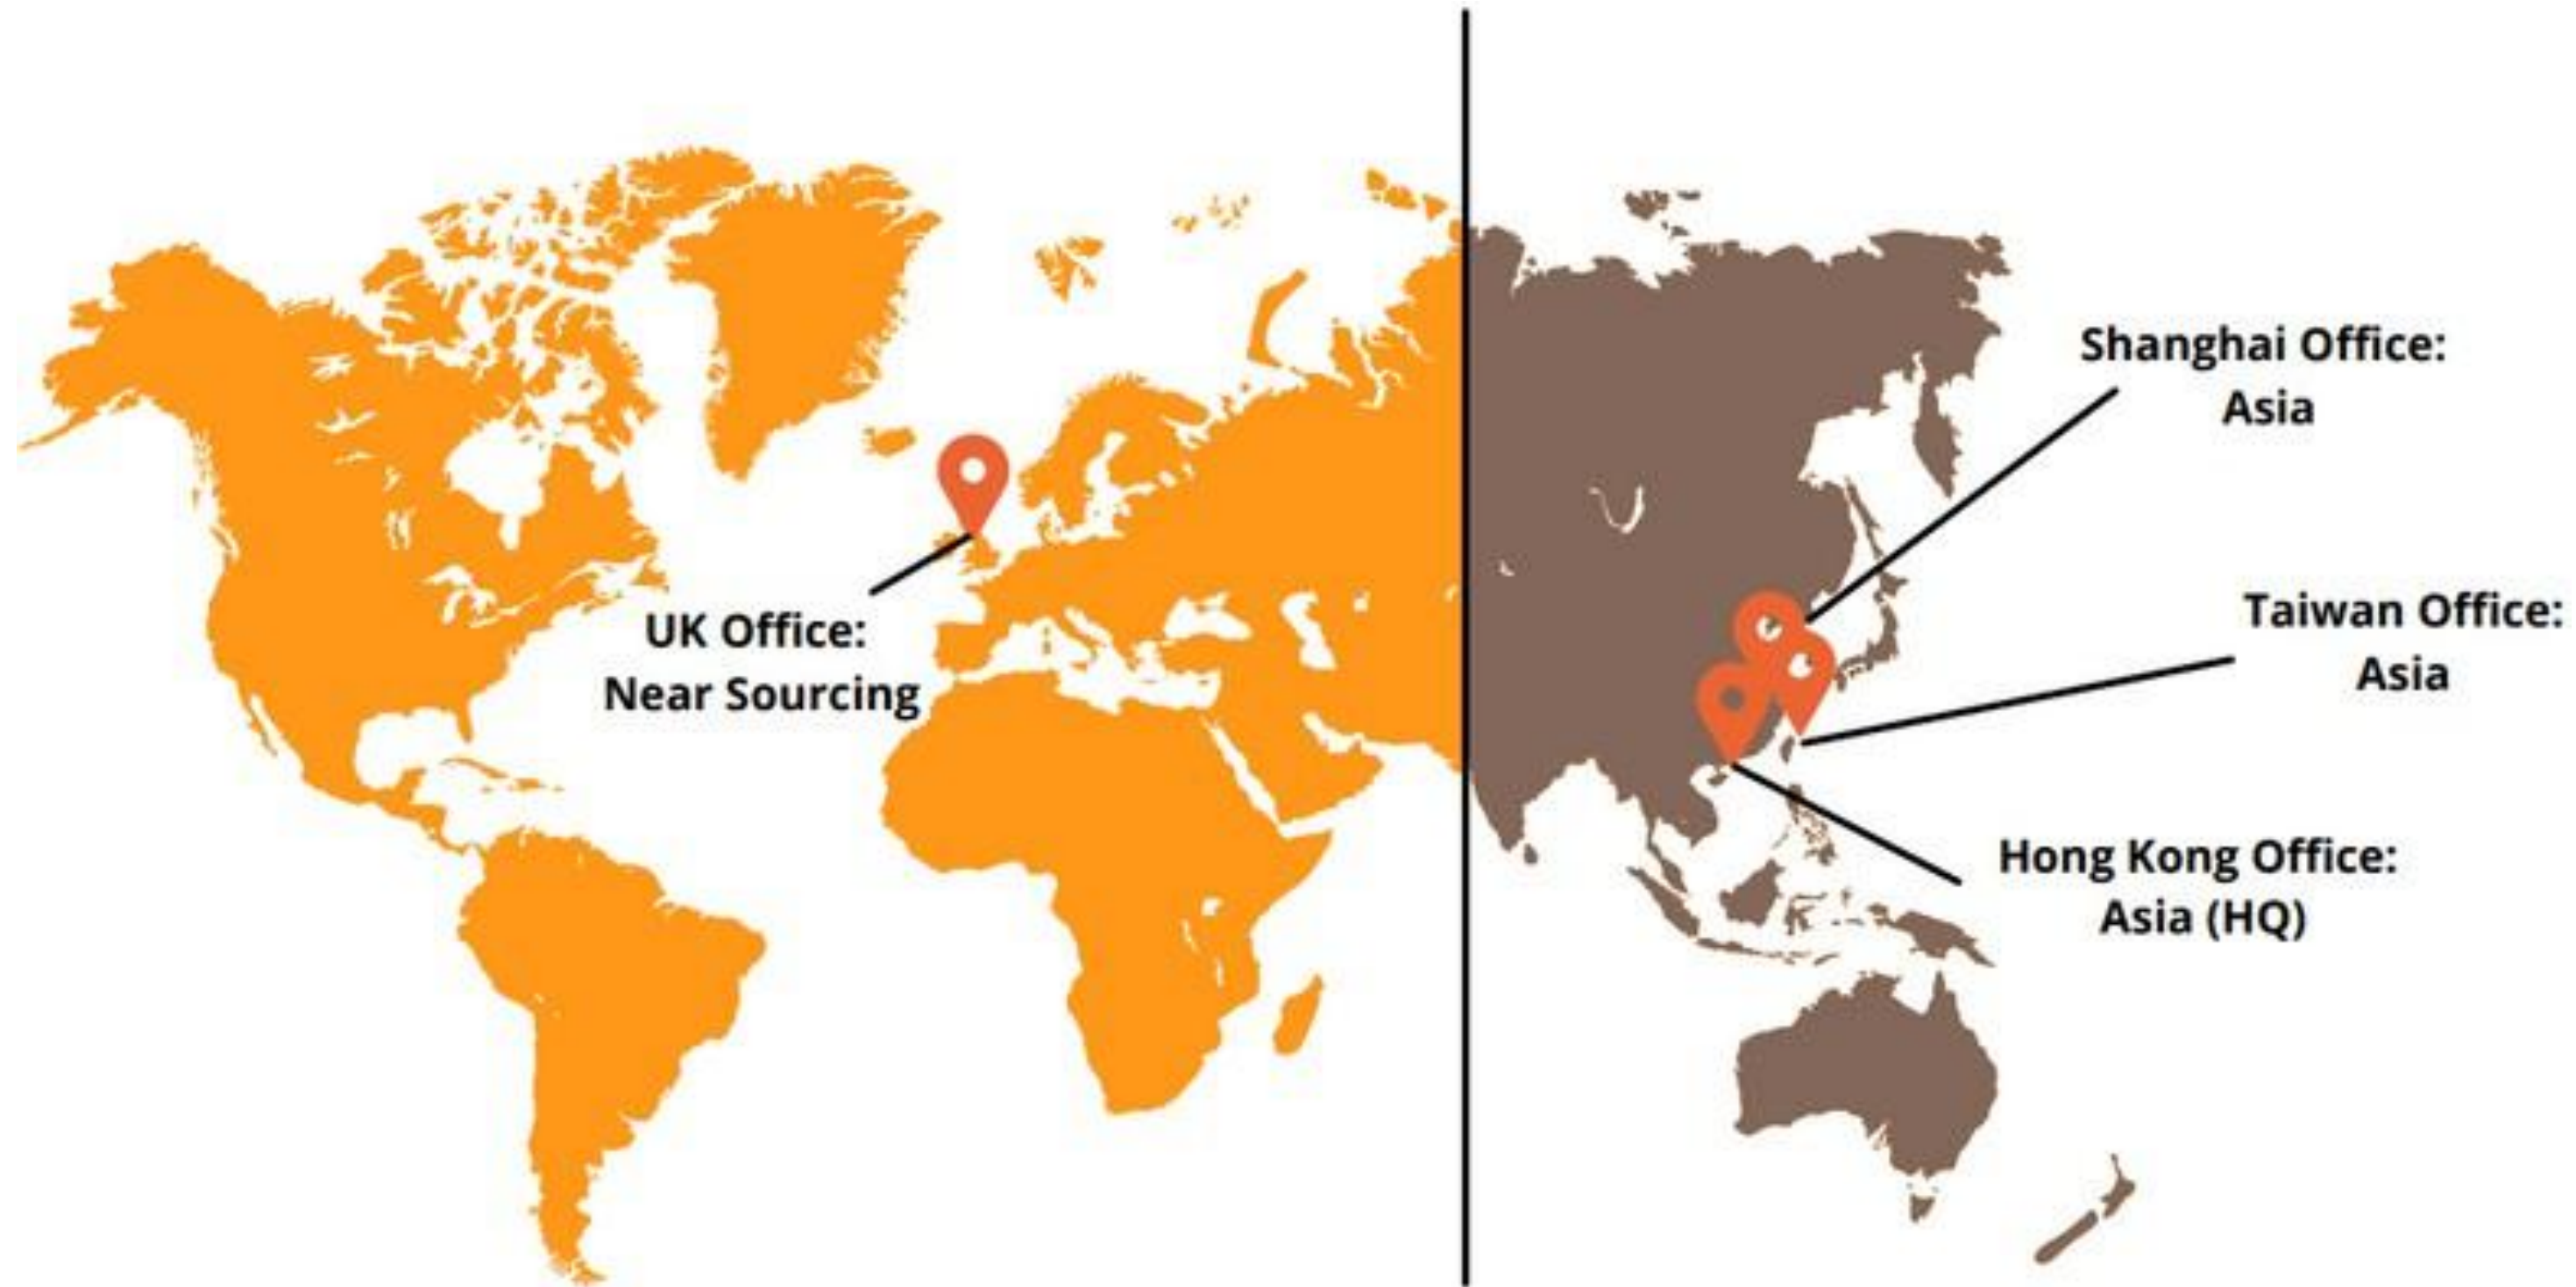 Shanghai Office:
Asia
UK Office:
Near Sourcing
Taiwan Office:
Asia
Hong Kong Office:
Asia (HQ)